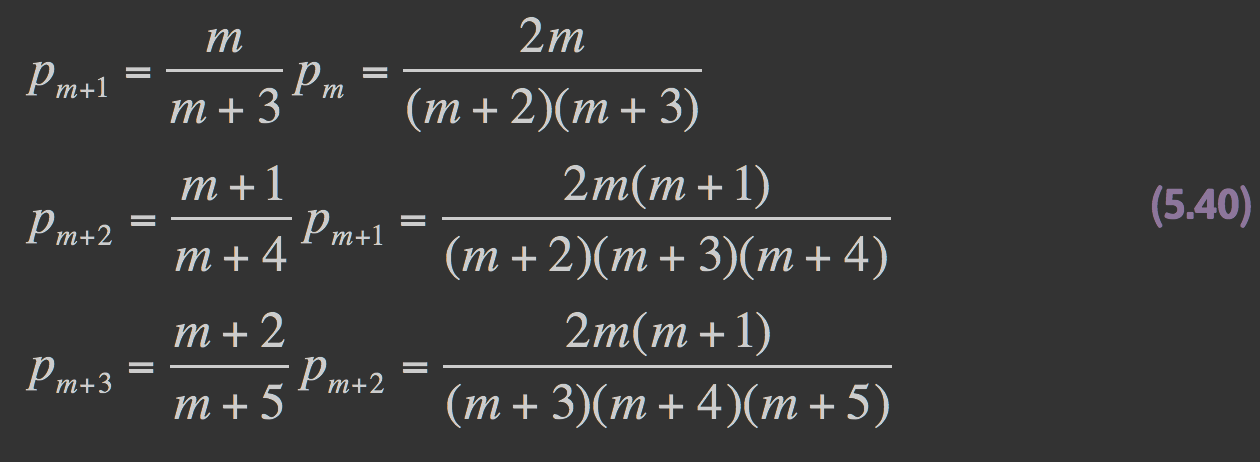 p_{m+1} = \frac{m}{m+3} p_m = \frac{2m}{(m+2)(m+3)}
p_{m+2} = \frac{m+1}{m+4} p_{m+1} = \frac{2m(m+1)}{(m+2)(m+3)(m+4)} (5.40)
p_{m+3} = \frac{m+2}{m+5} p_{m+2} = \frac{2m(m+1)}{(m+3)(m+4)(m+5)}